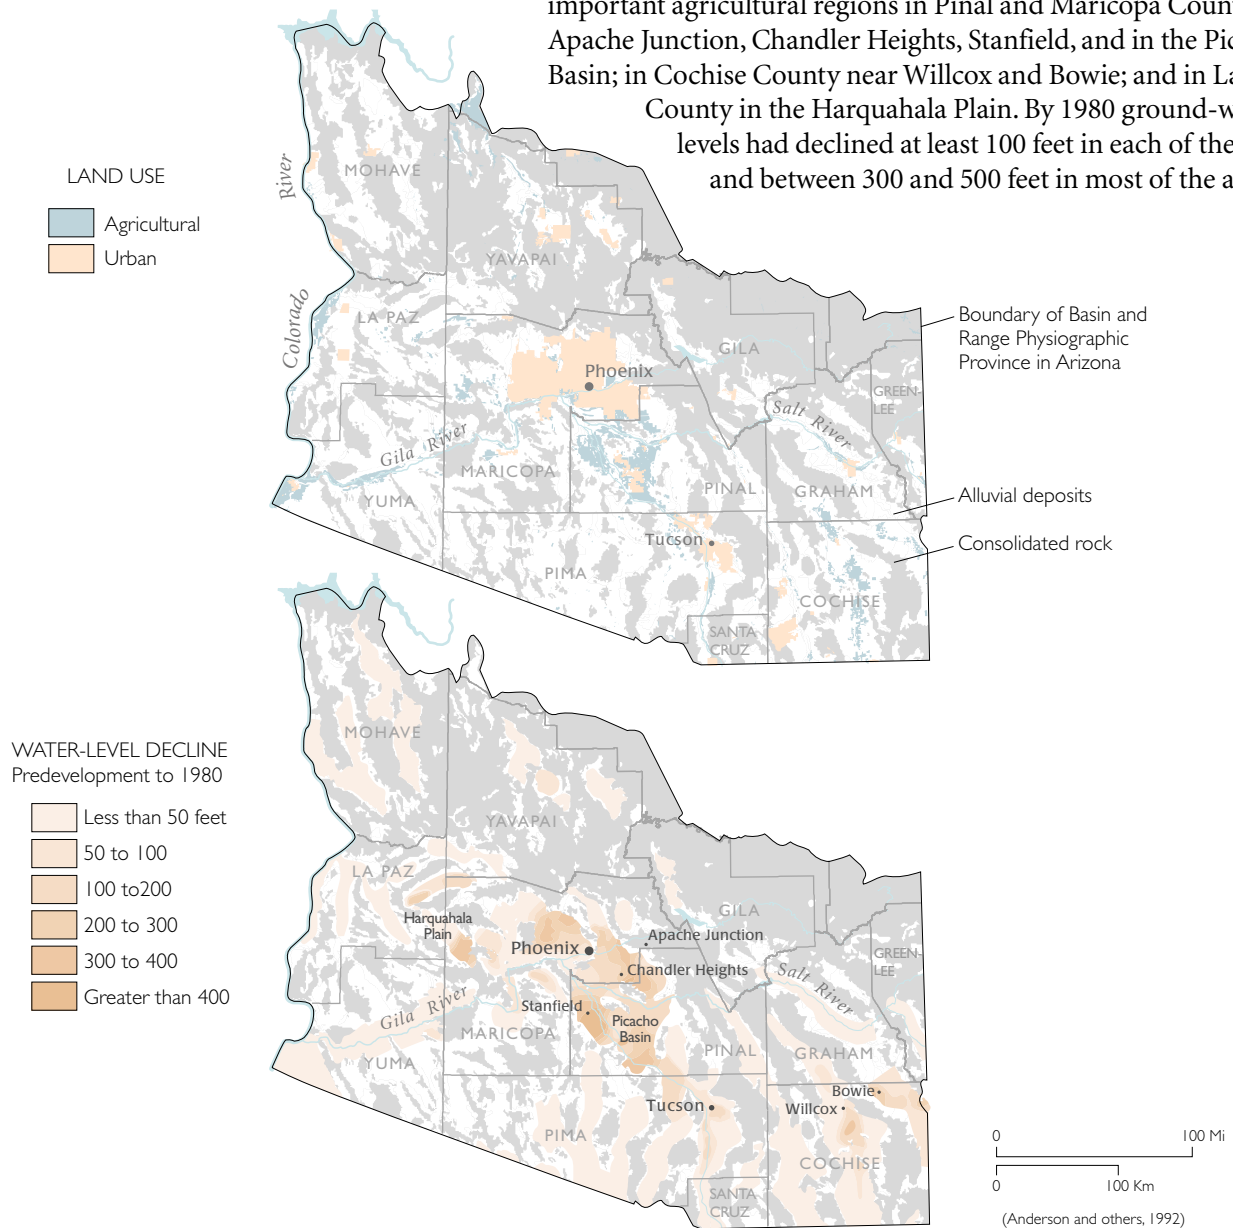 important agricultural regions in Pinal and Maricopa
Apache Junction, Chandler Heights, Stanfield, and in the
Basin; in Cochise County near Willcox and Bowie; and in
County in the Harquahala Plain. By 1980
levels had declined at least 100 feet in each of
and between 300 and 500 feet in most of the
LAND USE
Agricultural
Urban
River
Colorado
MOHAVE
YAVAPAI
LA PAZ
GILA
Phoenix
GREEN-
LEE
Salt River
Gila River
MARICOPA
YUMA
PINAL
GRAHAM
Tucson
PIMA
COCHISE
SANTA
CRUZ
Boundary of Basin and
Range Physiographic
Province in Arizona
Alluvial deposits
Consolidated rock
WATER-LEVEL DECLINE
Predevelopment to 1980
Less than 50 feet
50 to 100
100 to200
200 to 300
300 to 400
Greater than 400
MOHAVE
YAVAPAI
LA PAZ
Harquahala
Plain
GILA
Apache Junction
Phoenix
Chandler Heights
GREEN-
LEE
Salt River
Gila River
Stanfield
Picacho
Basin
MARICOPA
YUMA
PINAL
GRAHAM
Bowie
Willcox
Tucson
PIMA
COCHISE
SANTA
CRUZ
0 100 Mi
0 100 Km
(Anderson and others, 1992)